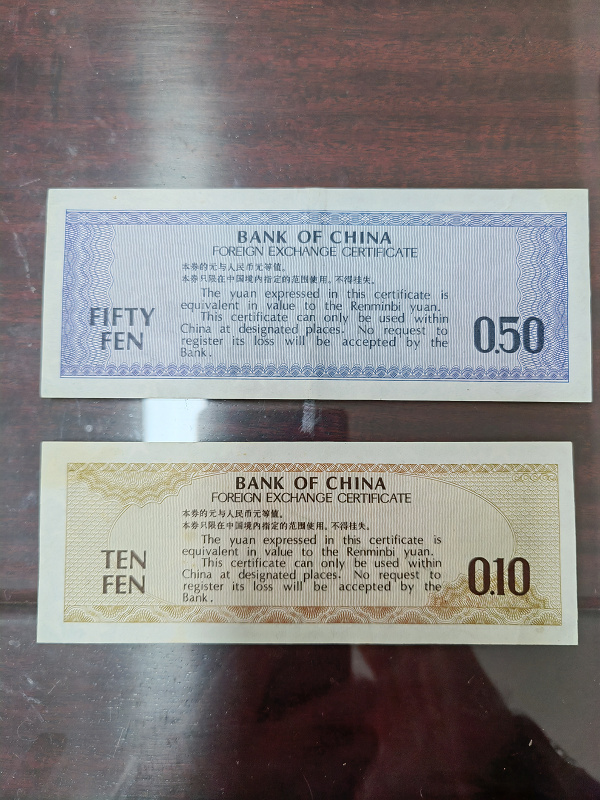 BANK OF CHINA
FOREIGN EXCHANGE CERTIFICATE
本券的元与人民币元等值。
本券只限在中国境内指定的范围使用，不得挂失。
The yuan expressed in this certificate is
equivalent in value to the Renminbi yuan.
This certificate can only be used within
China at designated places. No request to
register its loss will be accepted by the
Bank.
FIFTY
FEN
0.50
BANK OF CHINA
FOREIGN EXCHANGE CERTIFICATE
本券的元与人民币元等值。
本券只限在中国境内指定的范围使用，不得挂失。
The yuan expressed in this certificate is
equivalent in value to the Renminbi yuan.
This certificate can only be used within
China at designated places. No request to
register its loss will be accepted by the
Bank.
TEN
FEN
0.10